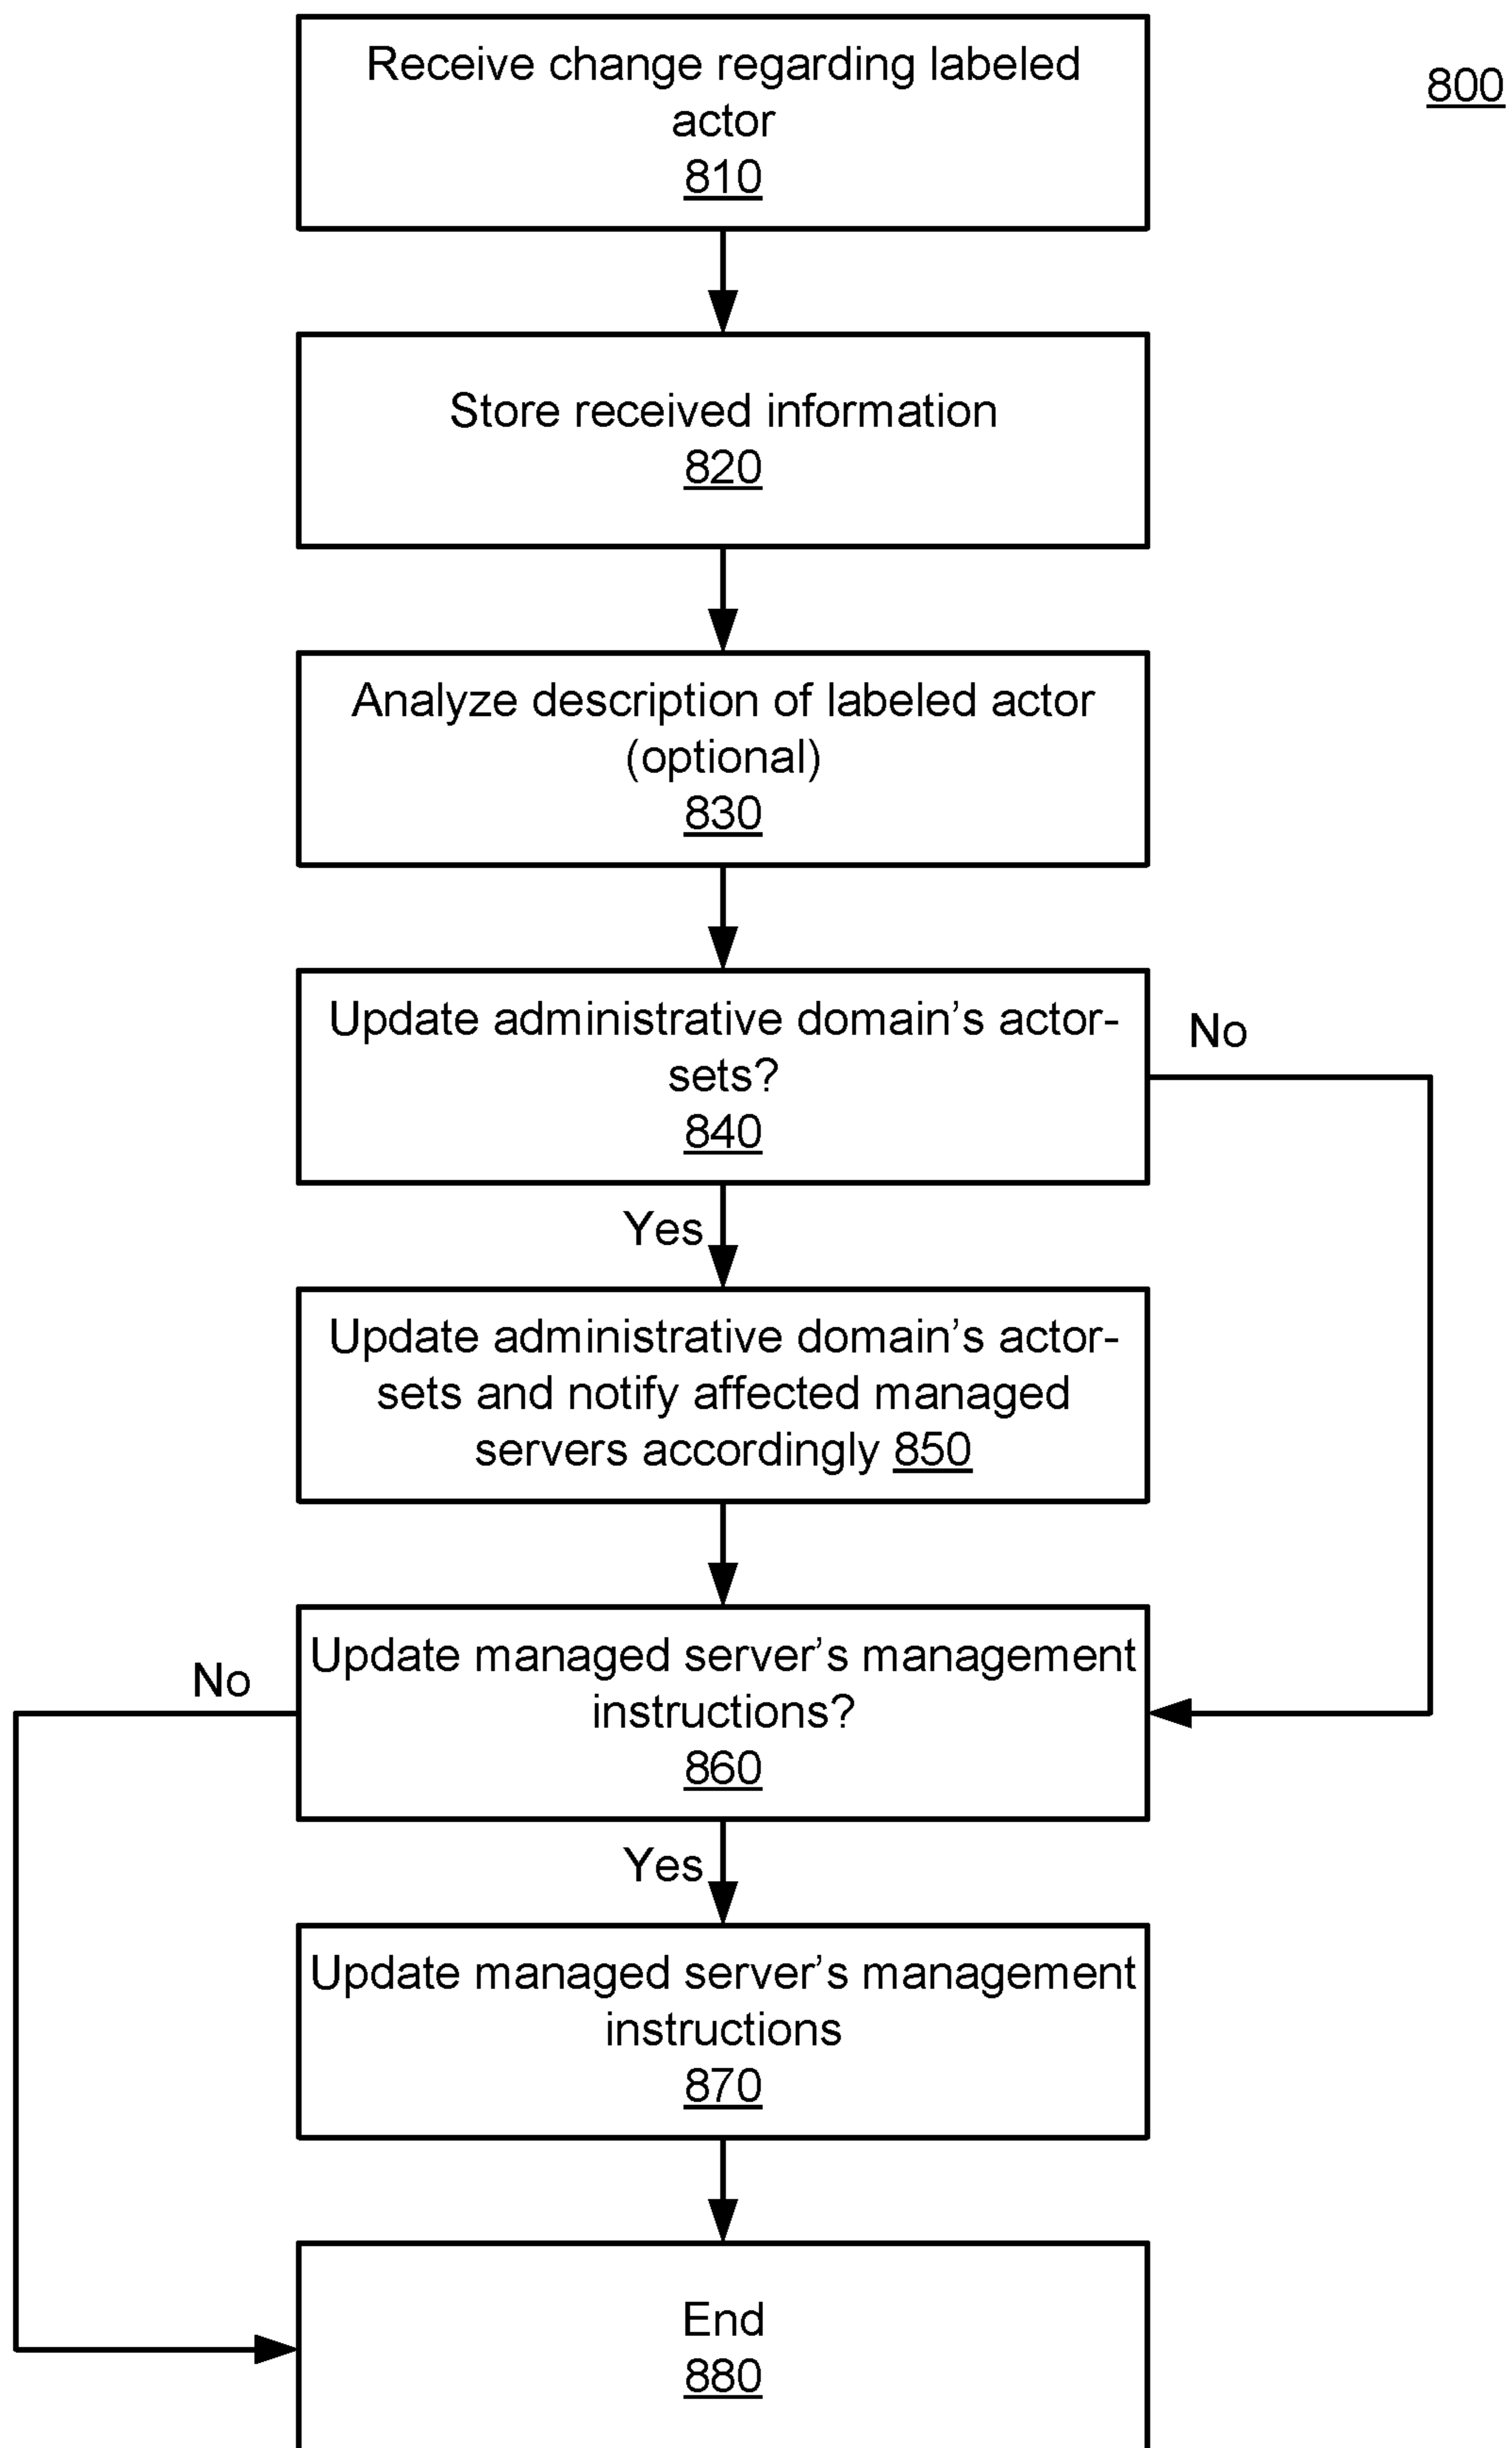 Receive change regarding labeled
actor
810
800
Store received information
820
Analyze description of labeled actor
(optional)
830
Update administrative domain’s actor-
sets?
840
No
Yes
Update administrative domain’s actor-
sets and notify affected managed
servers accordingly 850
Update managed server’s management
instructions?
860
No
Yes
Update managed server’s management
instructions
870
End
880